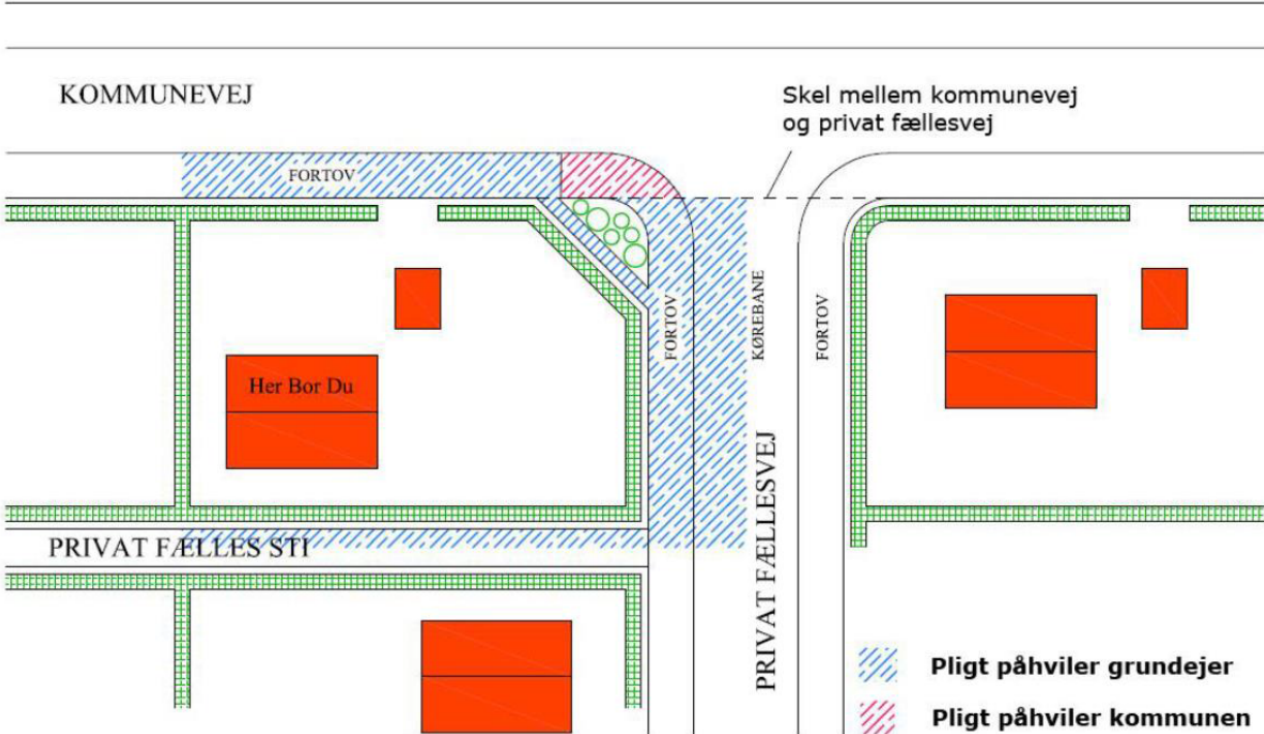 KOMMUNEVEJ
Skel mellem kommunevej
og privat fællesvej
FORTOV
FORTOV
KØREBANE
FORTOV
Her Bor Du
PRIVAT FÆLLESVEJ
PRIVAT FÆLLES STI
Pligt påhviler grundejer
Pligt påhviler kommunen